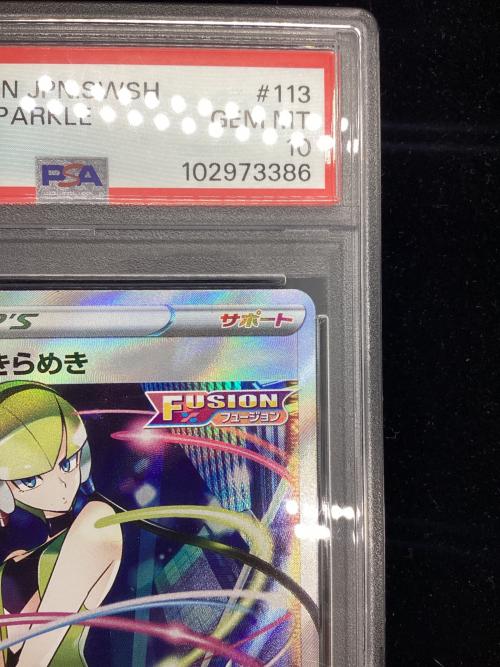 N JPN.SWSH #113
PARKLE GEM MT
10
PSA 102973386
R'S サポート
きらめき
FUSION
フュージョン